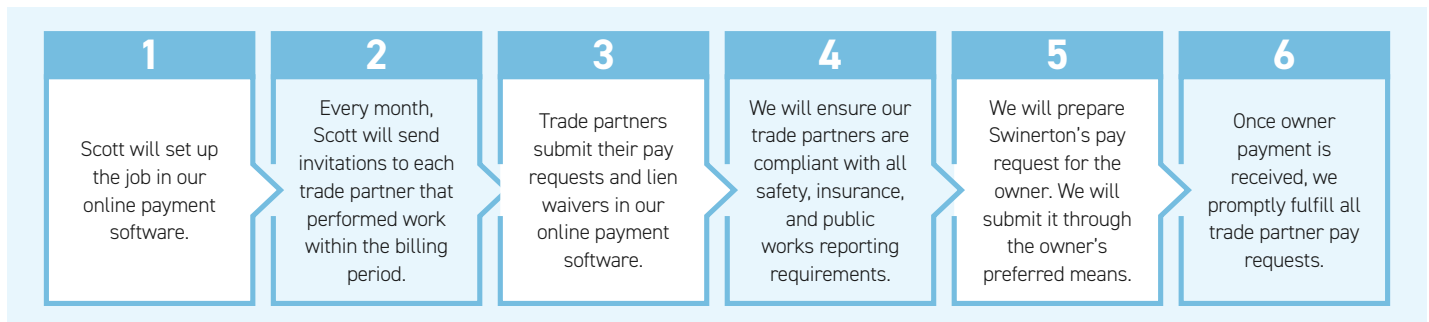 1
Scott will set up
the job in our
online payment
software.
2
Every month,
Scott will send
invitations to each
trade partner that
performed work
within the billing
period.
3
Trade partners
submit their pay
requests and lien
waivers in our
online payment
software.
4
We will ensure our
trade partners are
compliant with all
safety, insurance,
and public
works reporting
requirements.
5
We will prepare
Swinerton's pay
request for the
owner. We will
submit it through
the owner's
preferred means.
6
Once owner
payment is
received, we
promptly fulfill all
trade partner pay
requests.